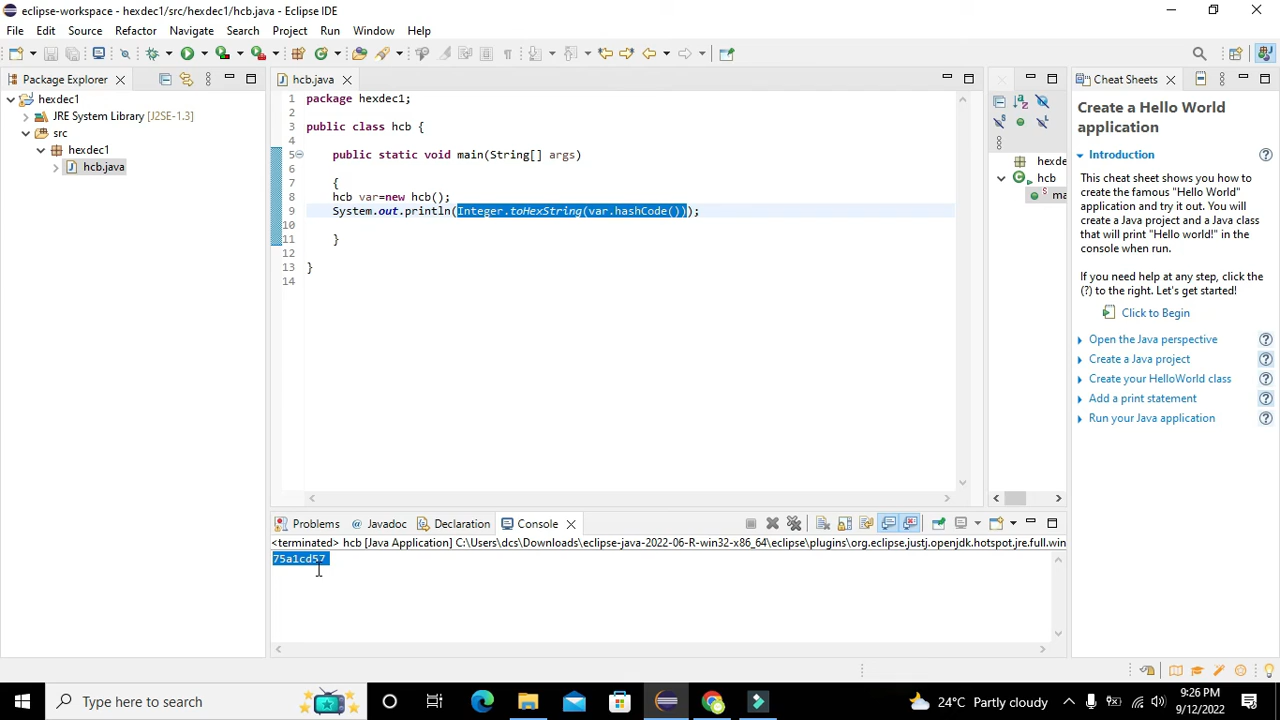 eclipse-workspace - hexdec1/src/hexdec1/hcb.java - Eclipse IDE
File Edit Source Refactor Navigate Search Project Run Window Help
Package Explorer
hexdec1
JRE System Library [J2SE-1.3]
src
hexdec1
hcb.java
hcb.java
1 package hexdec1;
2
3 public class hcb {
4
5 public static void main(String[] args)
6
7 {
8 hcb var=new hcb();
9 System.out.println(Integer.toHexString(var.hashCode()));
10
11 }
12
13 }
14
hexde
hcb
ma
Cheat Sheets
Create a Hello World
application
Introduction
This cheat sheet shows you how to
create the famous "Hello World"
application and try it out. You will
create a Java project and a Java class
that will print "Hello world!" in the
console when run.
If you need help at any step, click the
(?) to the right. Let's get started!
Click to Begin
Open the Java perspective
Create a Java project
Create your HelloWorld class
Add a print statement
Run your Java application
Problems Javadoc Declaration Console
<terminated> hcb [Java Application] C:\Users\dcs\Downloads\eclipse-java-2022-06-R-win32-x86_64\eclipse\plugins\org.eclipse.justj.openjdk.hotspot.jre.full.win
75a1cd57
Type here to search
24°C Partly cloudy
9:26 PM
9/12/2022